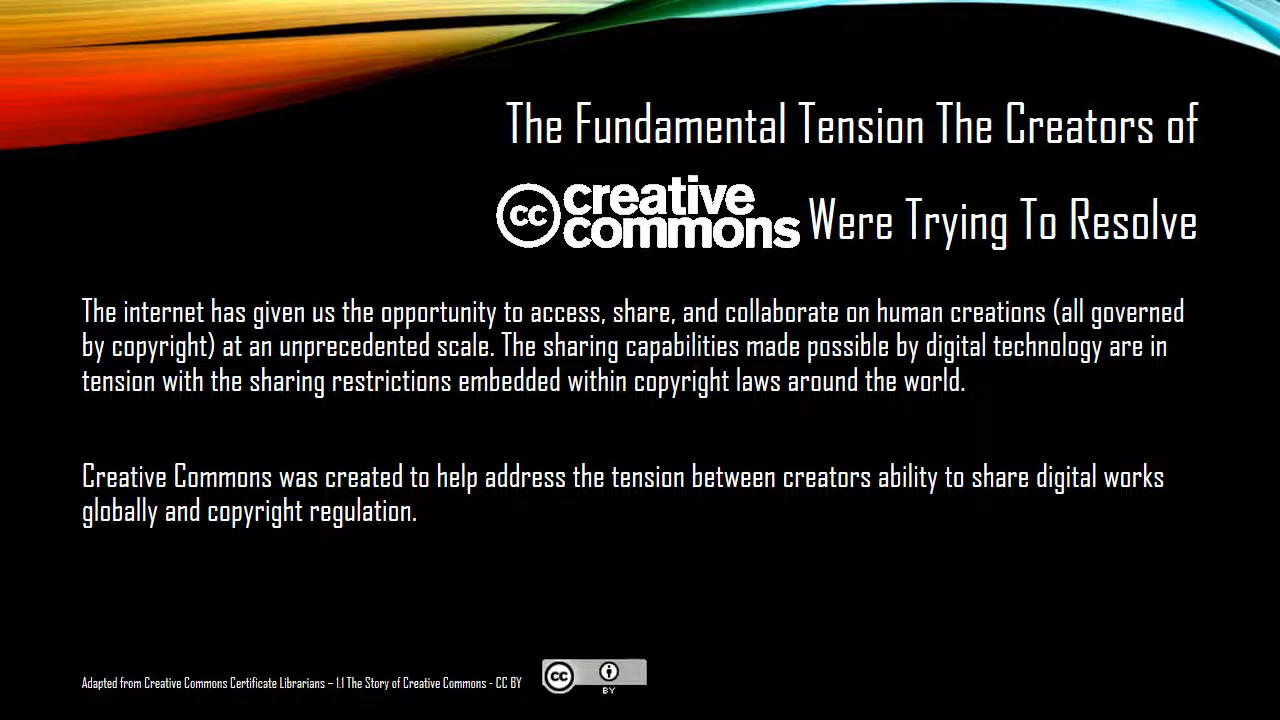 The Fundamental Tension The Creators of
cc creative commons Were Trying To Resolve
The internet has given us the opportunity to access, share, and collaborate on human creations (all governed
by copyright) at an unprecedented scale. The sharing capabilities made possible by digital technology are in
tension with the sharing restrictions embedded within copyright laws around the world.
Creative Commons was created to help address the tension between creators ability to share digital works
globally and copyright regulation.
Adapted from Creative Commons Certificate Librarians – 1.1 The Story of Creative Commons - CC BY
cc BY